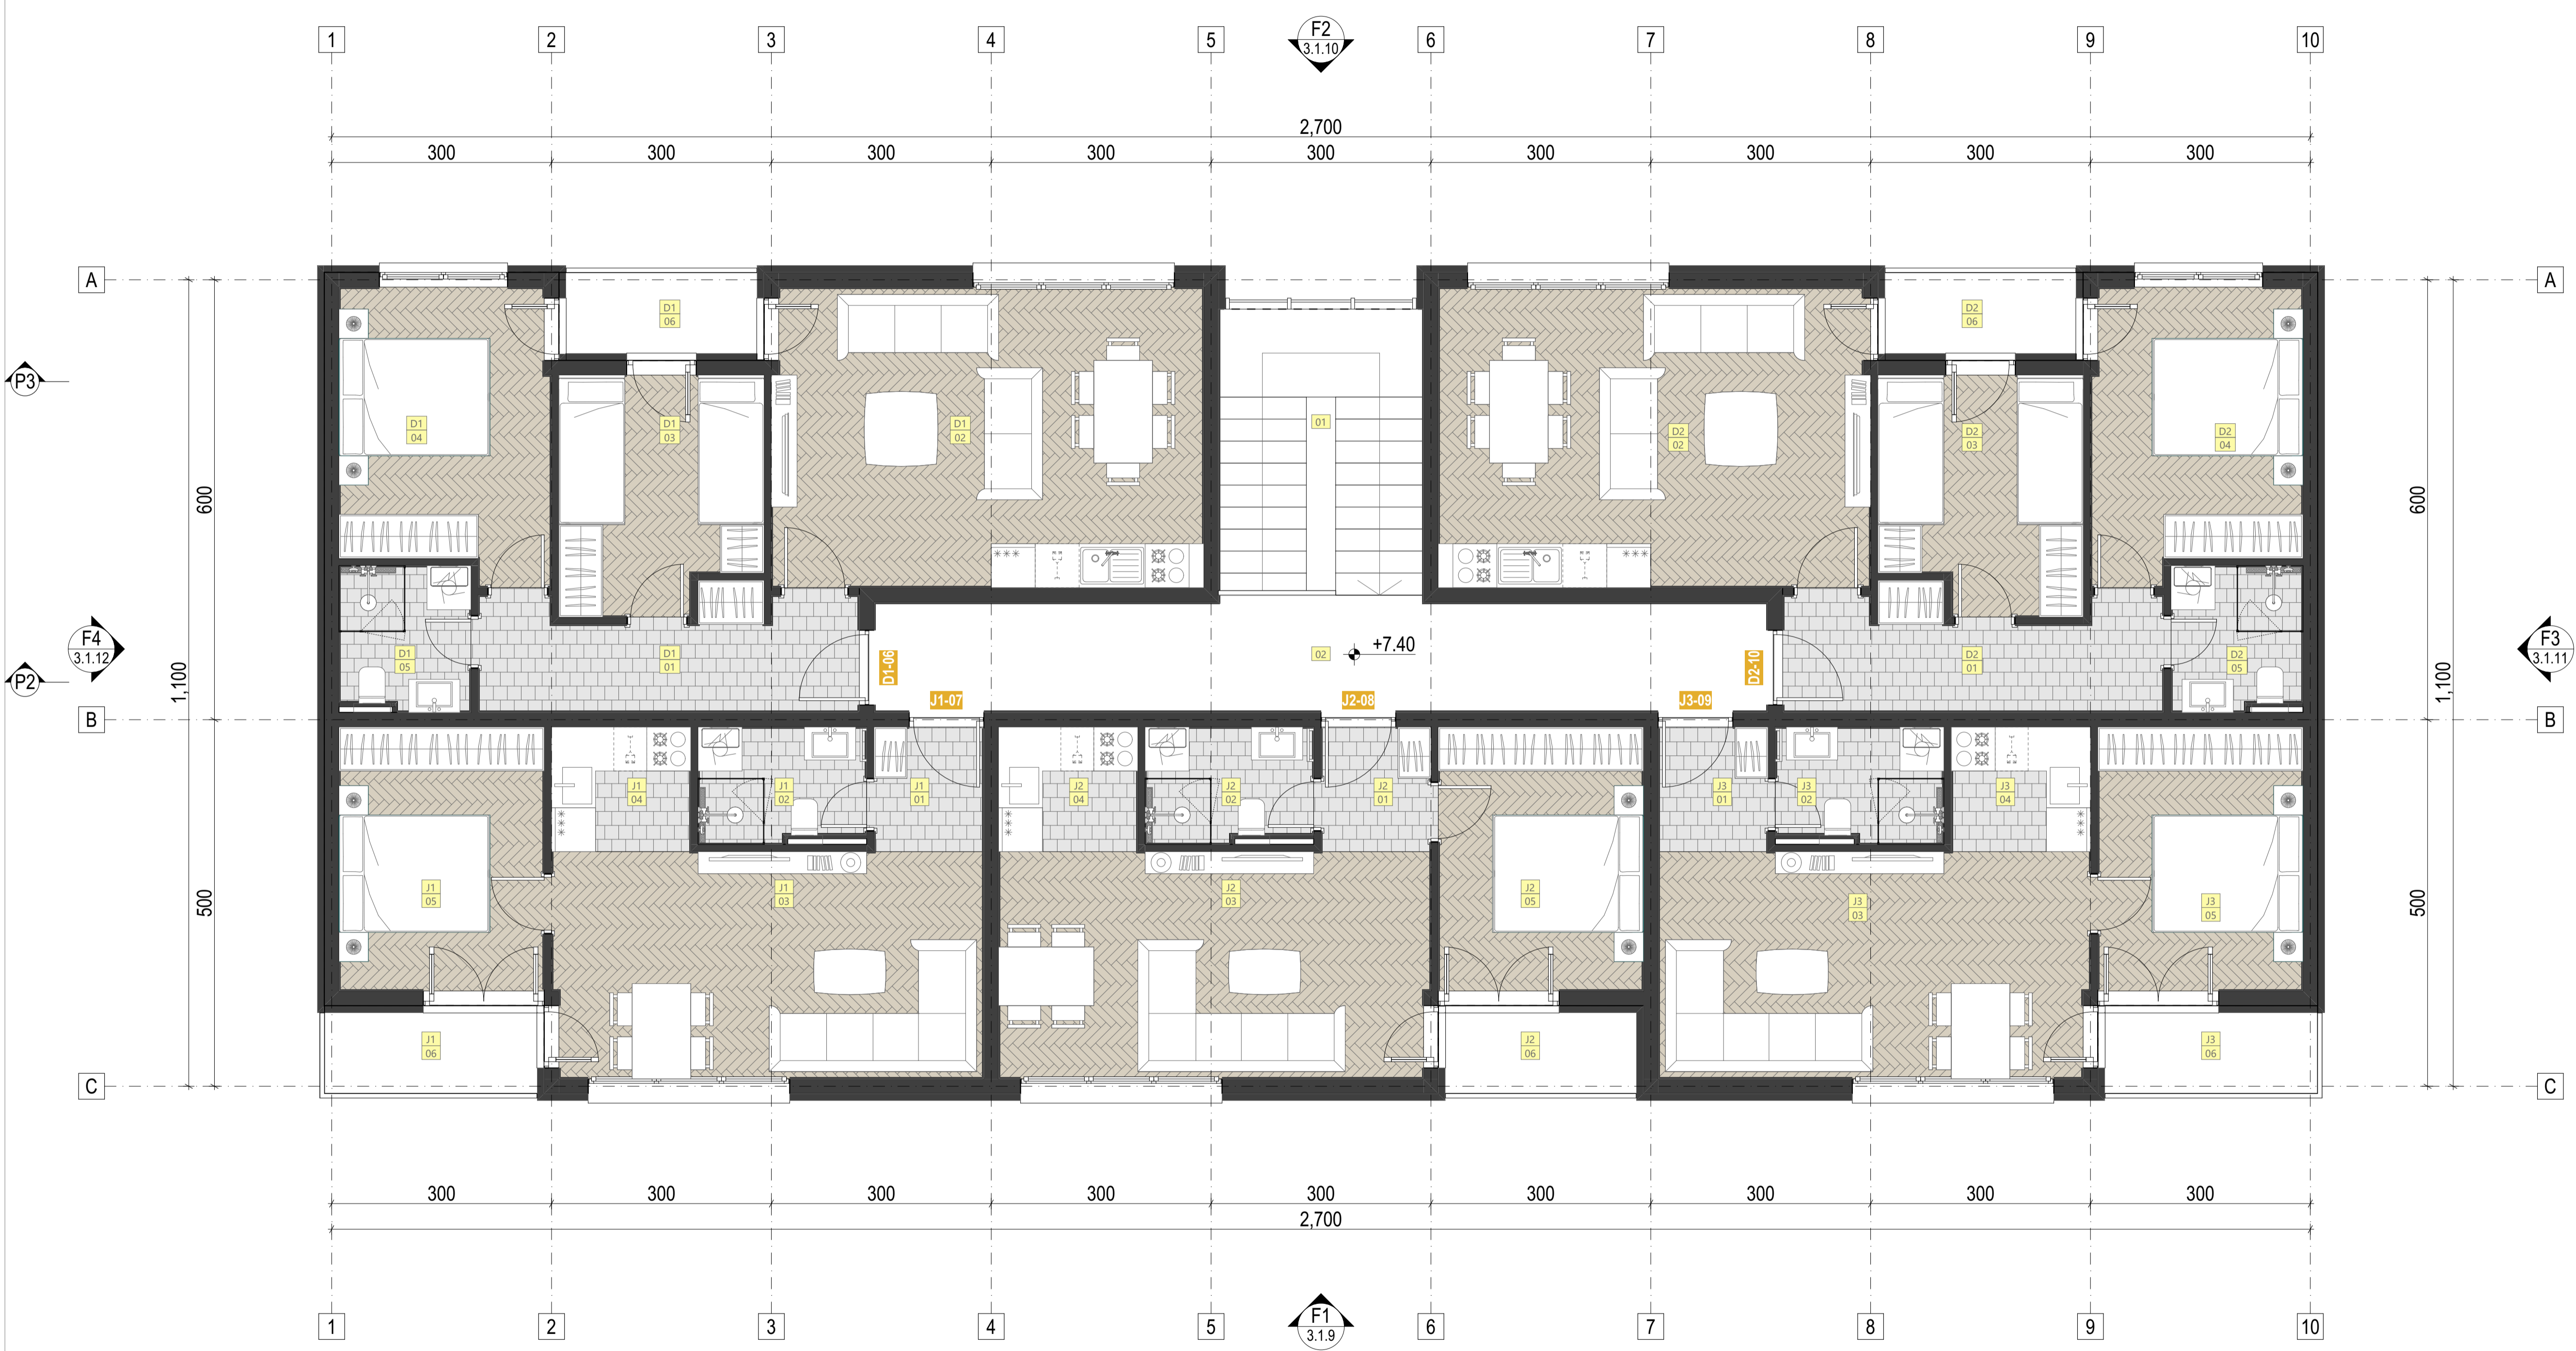 1 2 3 4 5 F2 6 7 8 9 10
3.1.10
2,700
300 300 300 300 300 300 300 300 300
A A
D1
06
D2
06
P3
D1
04
D1
03
D1
02
01
D2
02
D2
03
D2
04
600 600
F4
3.1.12
F3
3.1.11
P2
1,100 1,100
D1
05
D1
01
D1-06
02 +7.40
D2-10
D2
01
D2
05
J1-07 J2-08 J3-09
B B
J1
04
J1
02
J1
01
J2
04
J2
02
J2
01
J3
01
J3
02
J3
04
J1
05
J1
03
J2
03
J2
05
J3
03
J3
05
500 500
J1
06
J2
06
J3
06
C C
300 300 300 300 300 300 300 300 300
2,700
1 2 3 4 5 F1 6 7 8 9 10
3.1.9